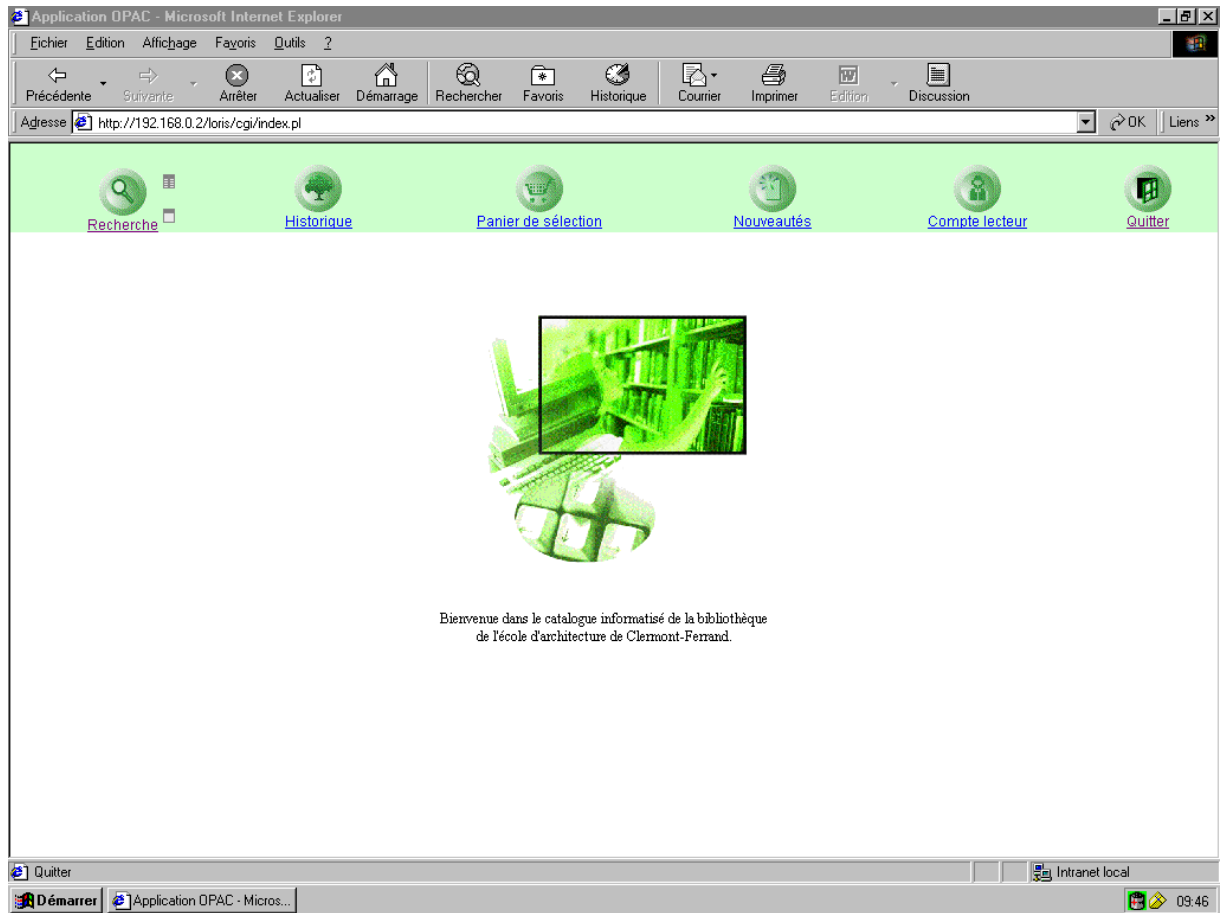 Application OPAC - Microsoft Internet Explorer
Fichier Edition Affichage Favoris Outils ?
Précédente Suivante Arrêter Actualiser Démarrage Rechercher Favoris Historique Courrier Imprimer Edition Discussion
Adresse http://192.168.0.2/loris/cgi/index.pl OK Liens »
Recherche Historique Panier de sélection Nouveautés Compte lecteur Quitter
Bienvenue dans le catalogue informatisé de la bibliothèque
de l'école d'architecture de Clermont-Ferrand.
Quitter Intranet local
Démarrer Application OPAC - Micros... 09:46